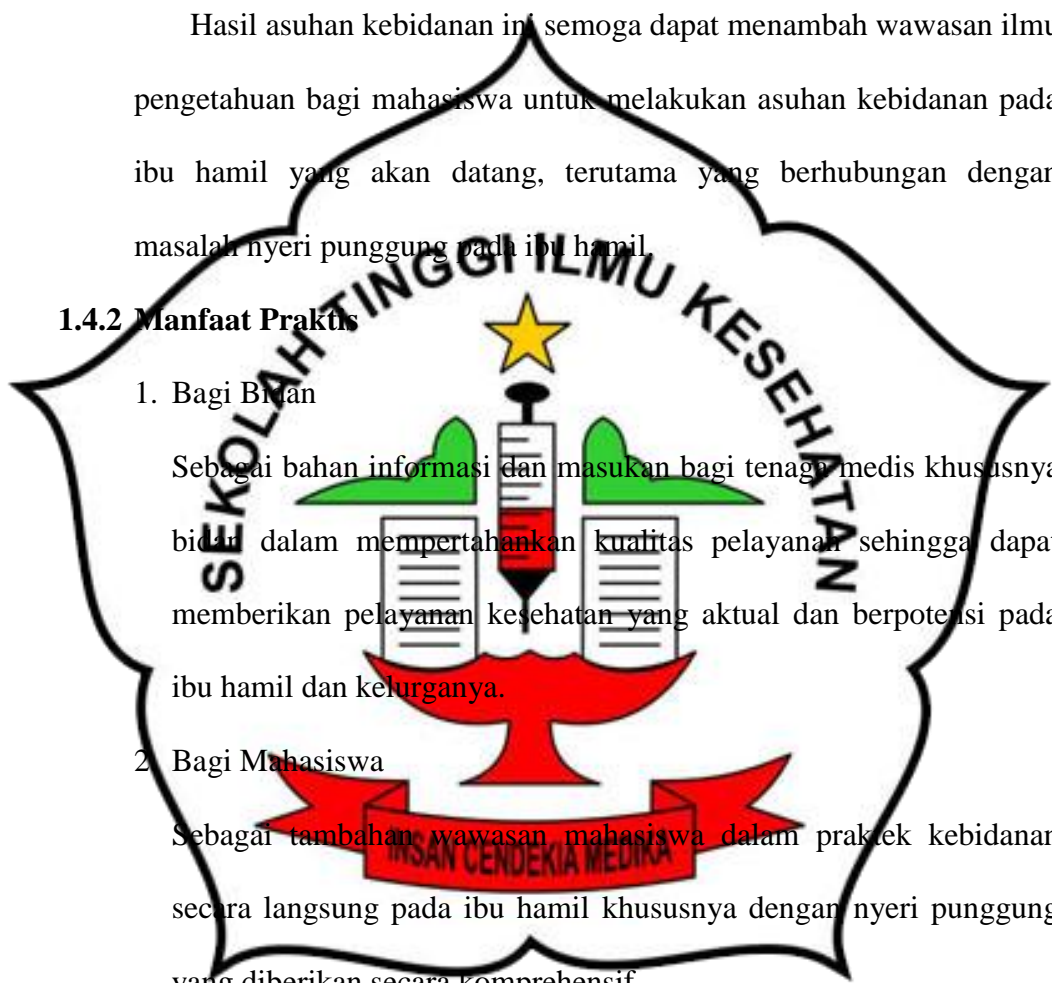 Hasil asuhan kebidanan ini semoga dapat menambah wawasan ilmu
pengetahuan bagi mahasiswa untuk melakukan asuhan kebidanan pada
ibu hamil yang akan datang, terutama yang berhubungan dengan
masalah nyeri punggung pada ibu hamil.
1.4.2 Manfaat Praktis
1. Bagi Bidan
Sebagai bahan informasi dan masukan bagi tenaga medis khususnya
bidan dalam mempertahankan kualitas pelayanan sehingga dapat
memberikan pelayanan kesehatan yang aktual dan berpotensi pada
ibu hamil dan kelurganya.
2. Bagi Mahasiswa
Sebagai tambahan wawasan mahasiswa dalam praktek kebidanan
secara langsung pada ibu hamil khususnya dengan nyeri punggung
yang diberikan secara komprehensif
SEKOLAH TINGGI ILMU KESEHATAN
INSAN CENDEKIA MEDIKA